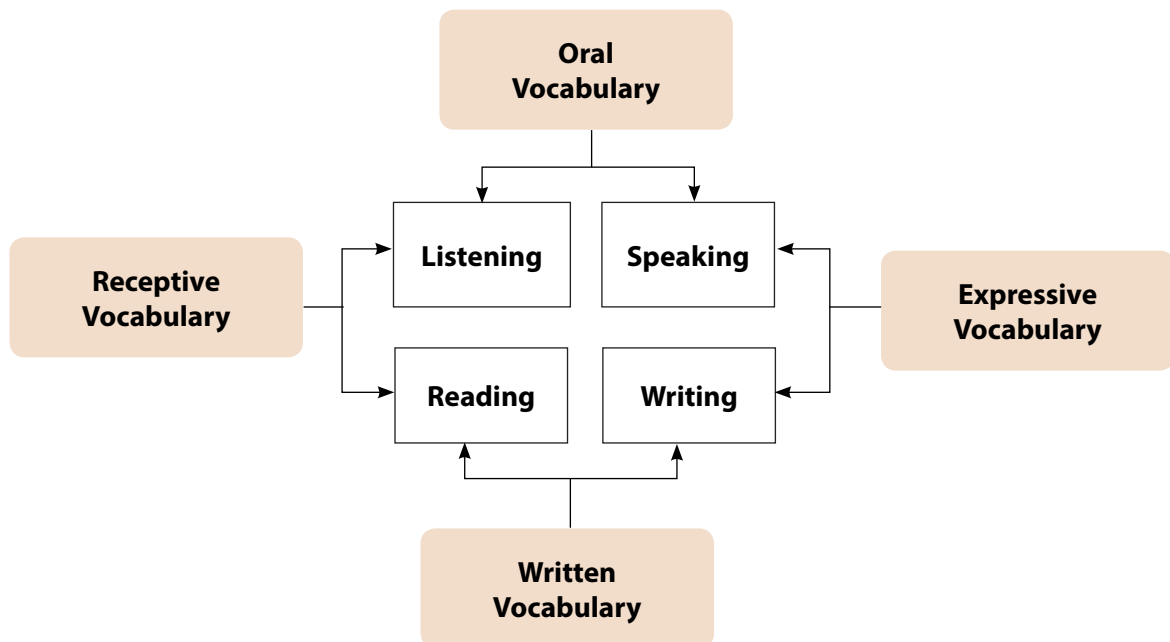 Oral
Vocabulary
Listening
Speaking
Receptive
Vocabulary
Expressive
Vocabulary
Reading
Writing
Written
Vocabulary